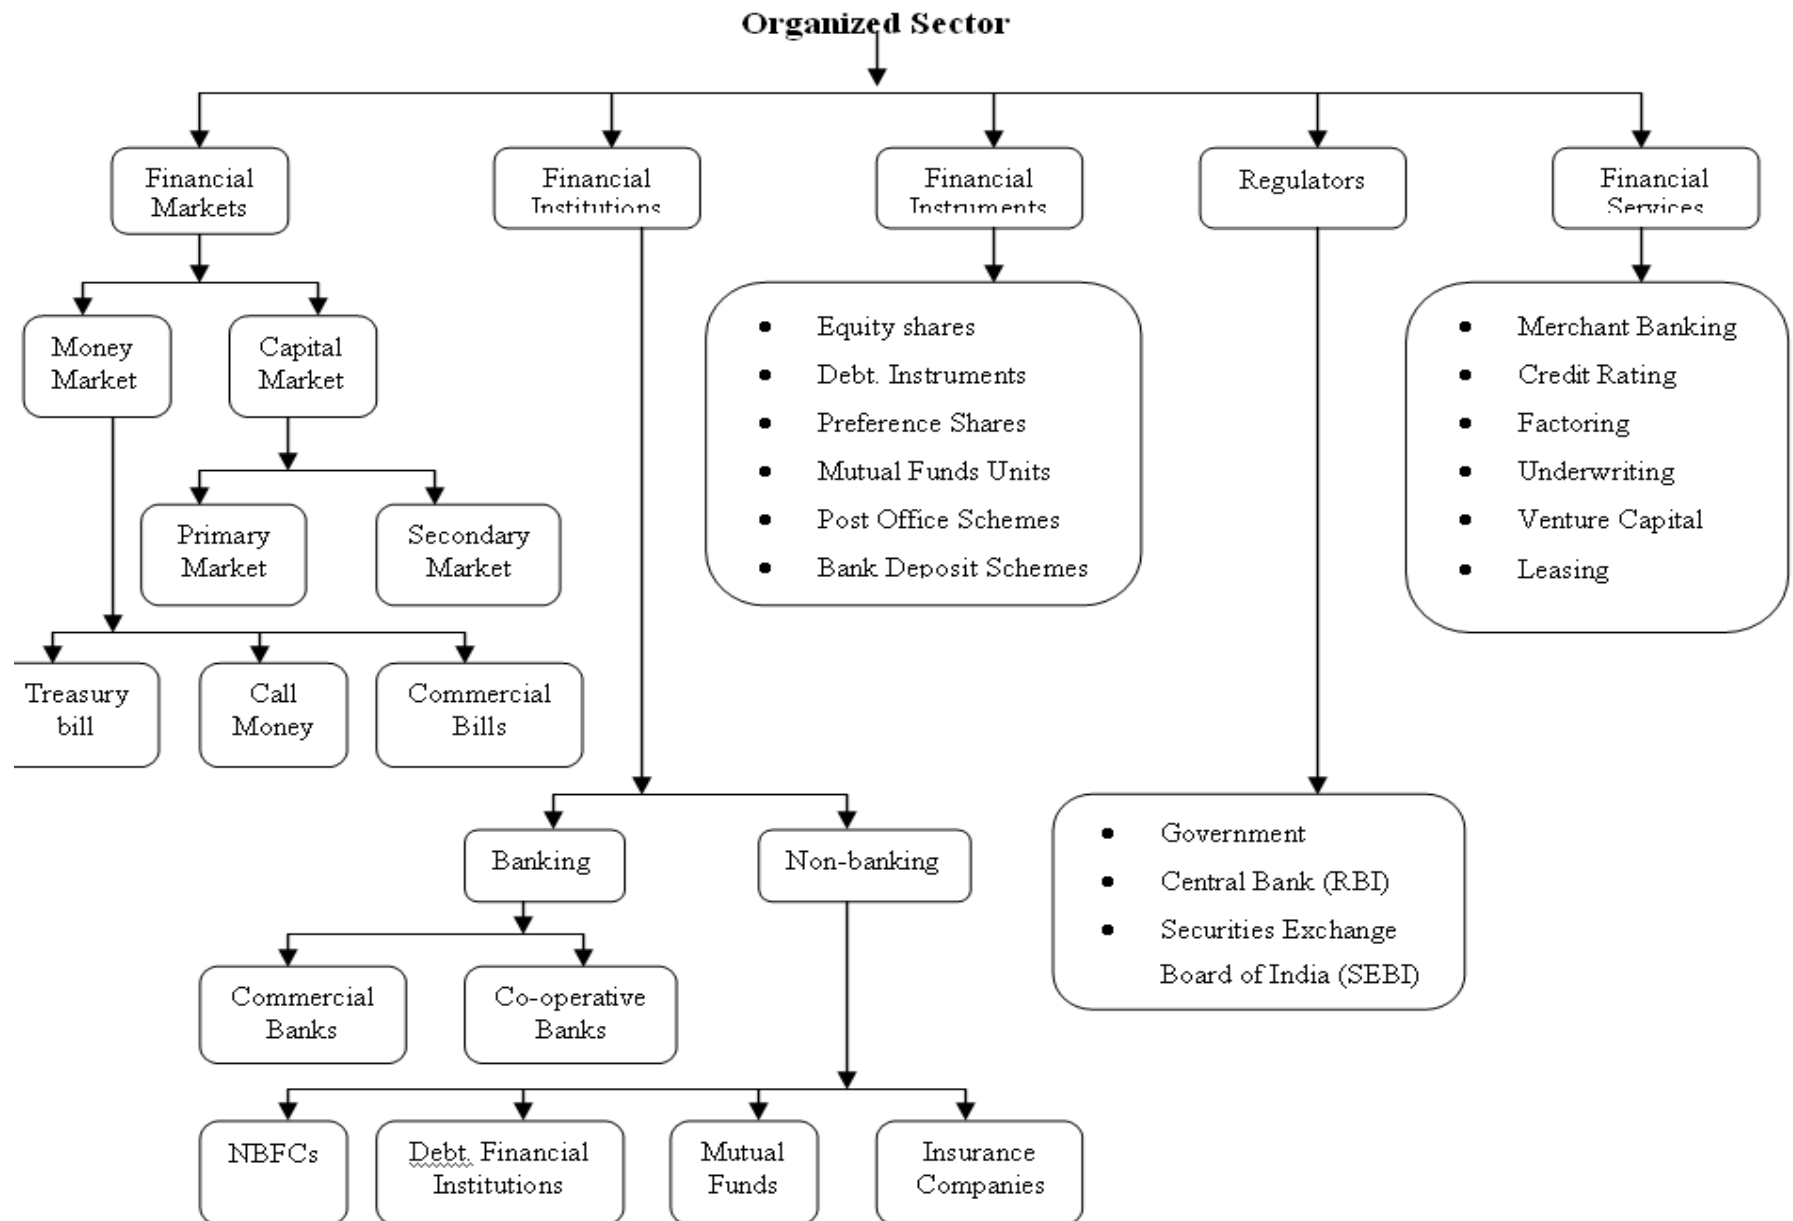 Organized Sector
Financial
Markets
Financial
Institutions
Financial
Instruments
Regulators
Financial
Services
Money
Market
Capital
Market
Primary
Market
Secondary
Market
Treasury
bill
Call
Money
Commercial
Bills
• Equity shares
• Debt. Instruments
• Preference Shares
• Mutual Funds Units
• Post Office Schemes
• Bank Deposit Schemes
• Merchant Banking
• Credit Rating
• Factoring
• Underwriting
• Venture Capital
• Leasing
Banking
Non-banking
• Government
• Central Bank (RBI)
• Securities Exchange
Board of India (SEBI)
Commercial
Banks
Co-operative
Banks
NBFCs
Debt. Financial
Institutions
Mutual
Funds
Insurance
Companies